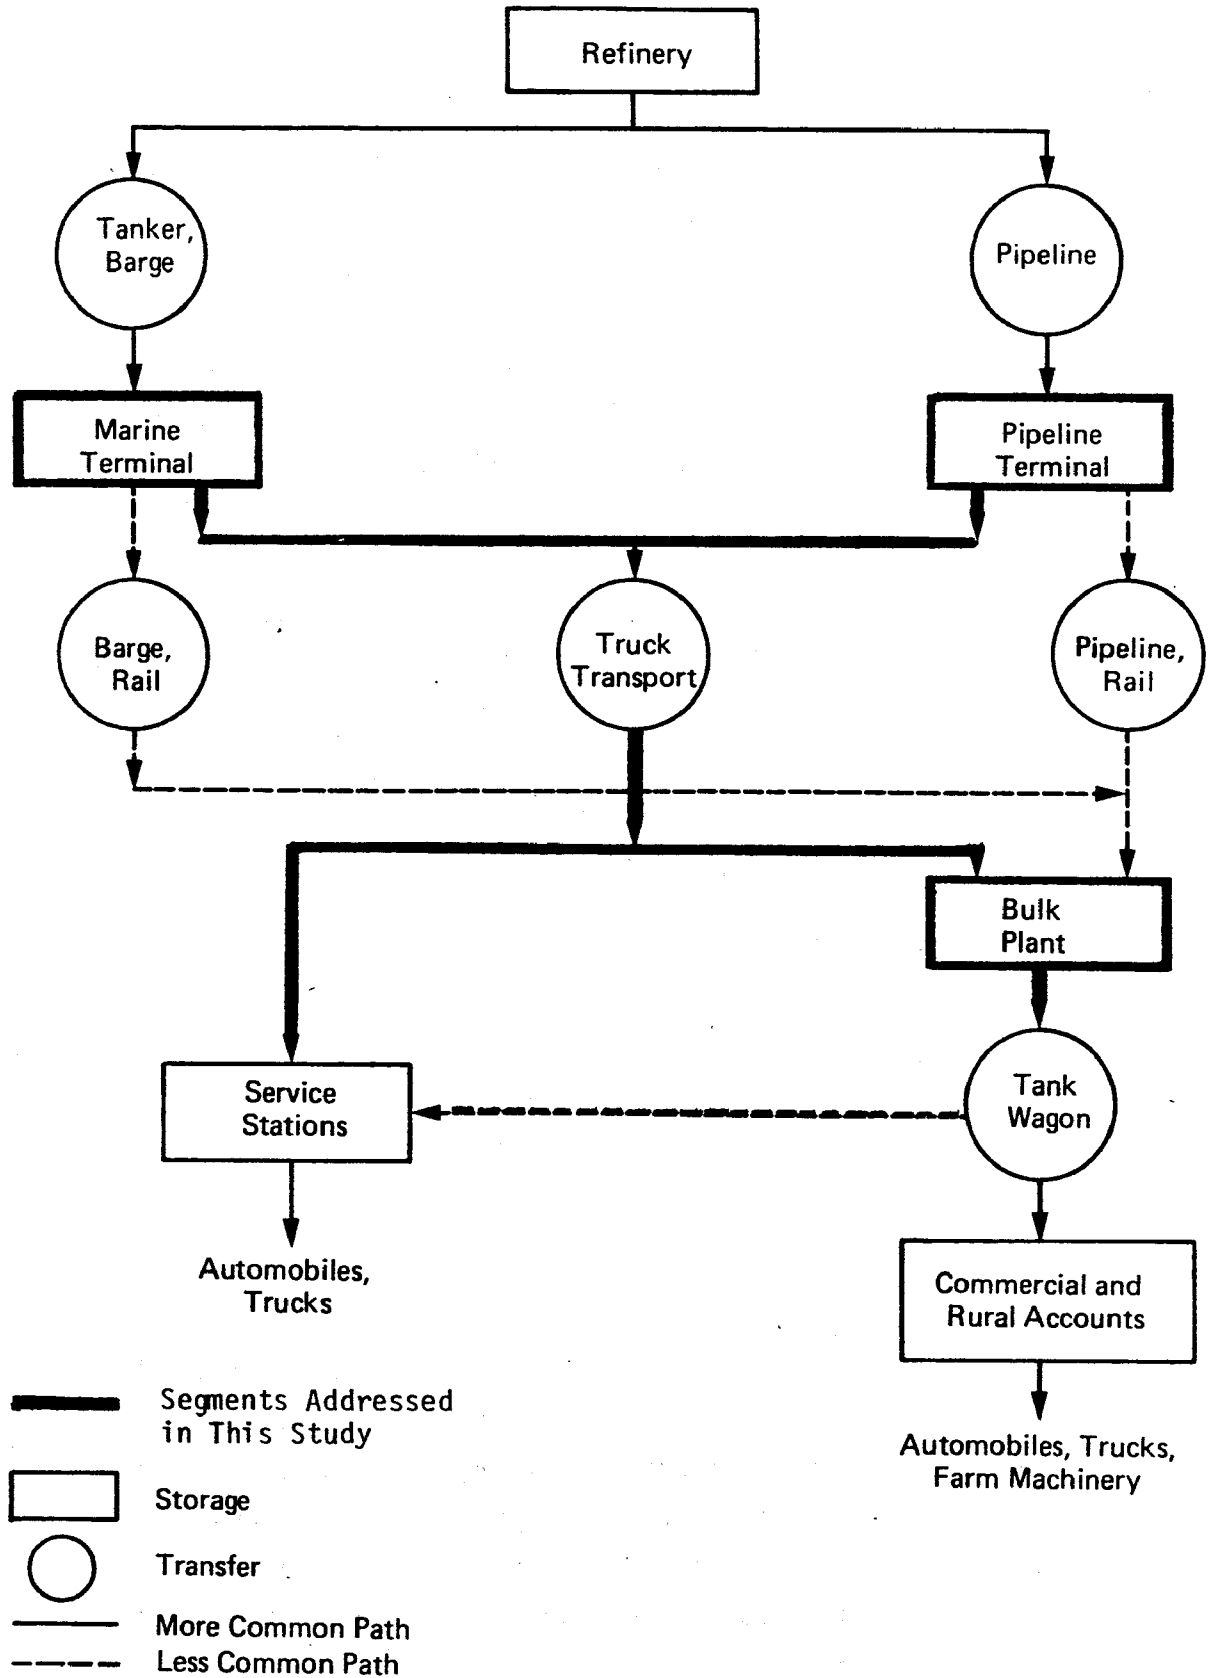 Refinery
Tanker,
Barge
Pipeline
Marine
Terminal
Pipeline
Terminal
Barge,
Rail
Truck
Transport
Pipeline,
Rail
Bulk
Plant
Service
Stations
Tank
Wagon
Automobiles,
Trucks
Commercial and
Rural Accounts
Automobiles, Trucks,
Farm Machinery
Segments Addressed
in This Study
Storage
Transfer
More Common Path
Less Common Path